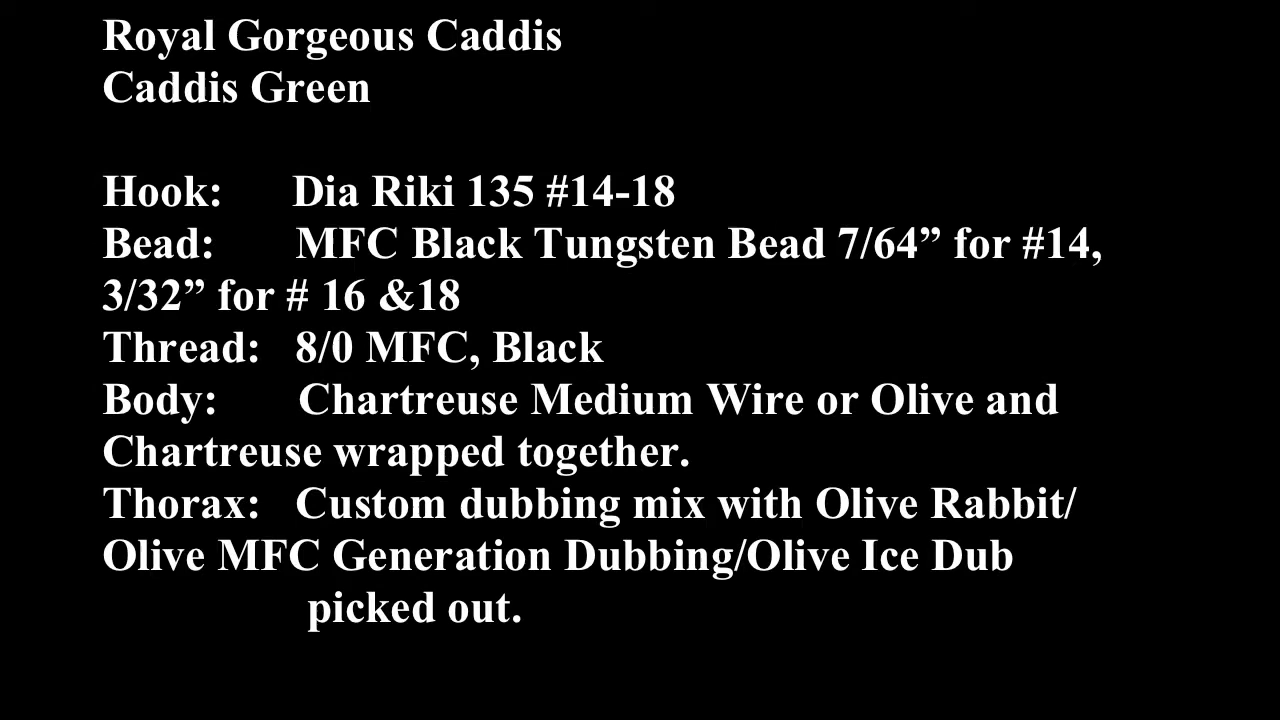 Royal Gorgeous Caddis
Caddis Green
Hook: Dia Riki 135 #14-18
Bead: MFC Black Tungsten Bead 7/64” for #14,
3/32” for # 16 &18
Thread: 8/0 MFC, Black
Body: Chartreuse Medium Wire or Olive and
Chartreuse wrapped together.
Thorax: Custom dubbing mix with Olive Rabbit/
Olive MFC Generation Dubbing/Olive Ice Dub
picked out.